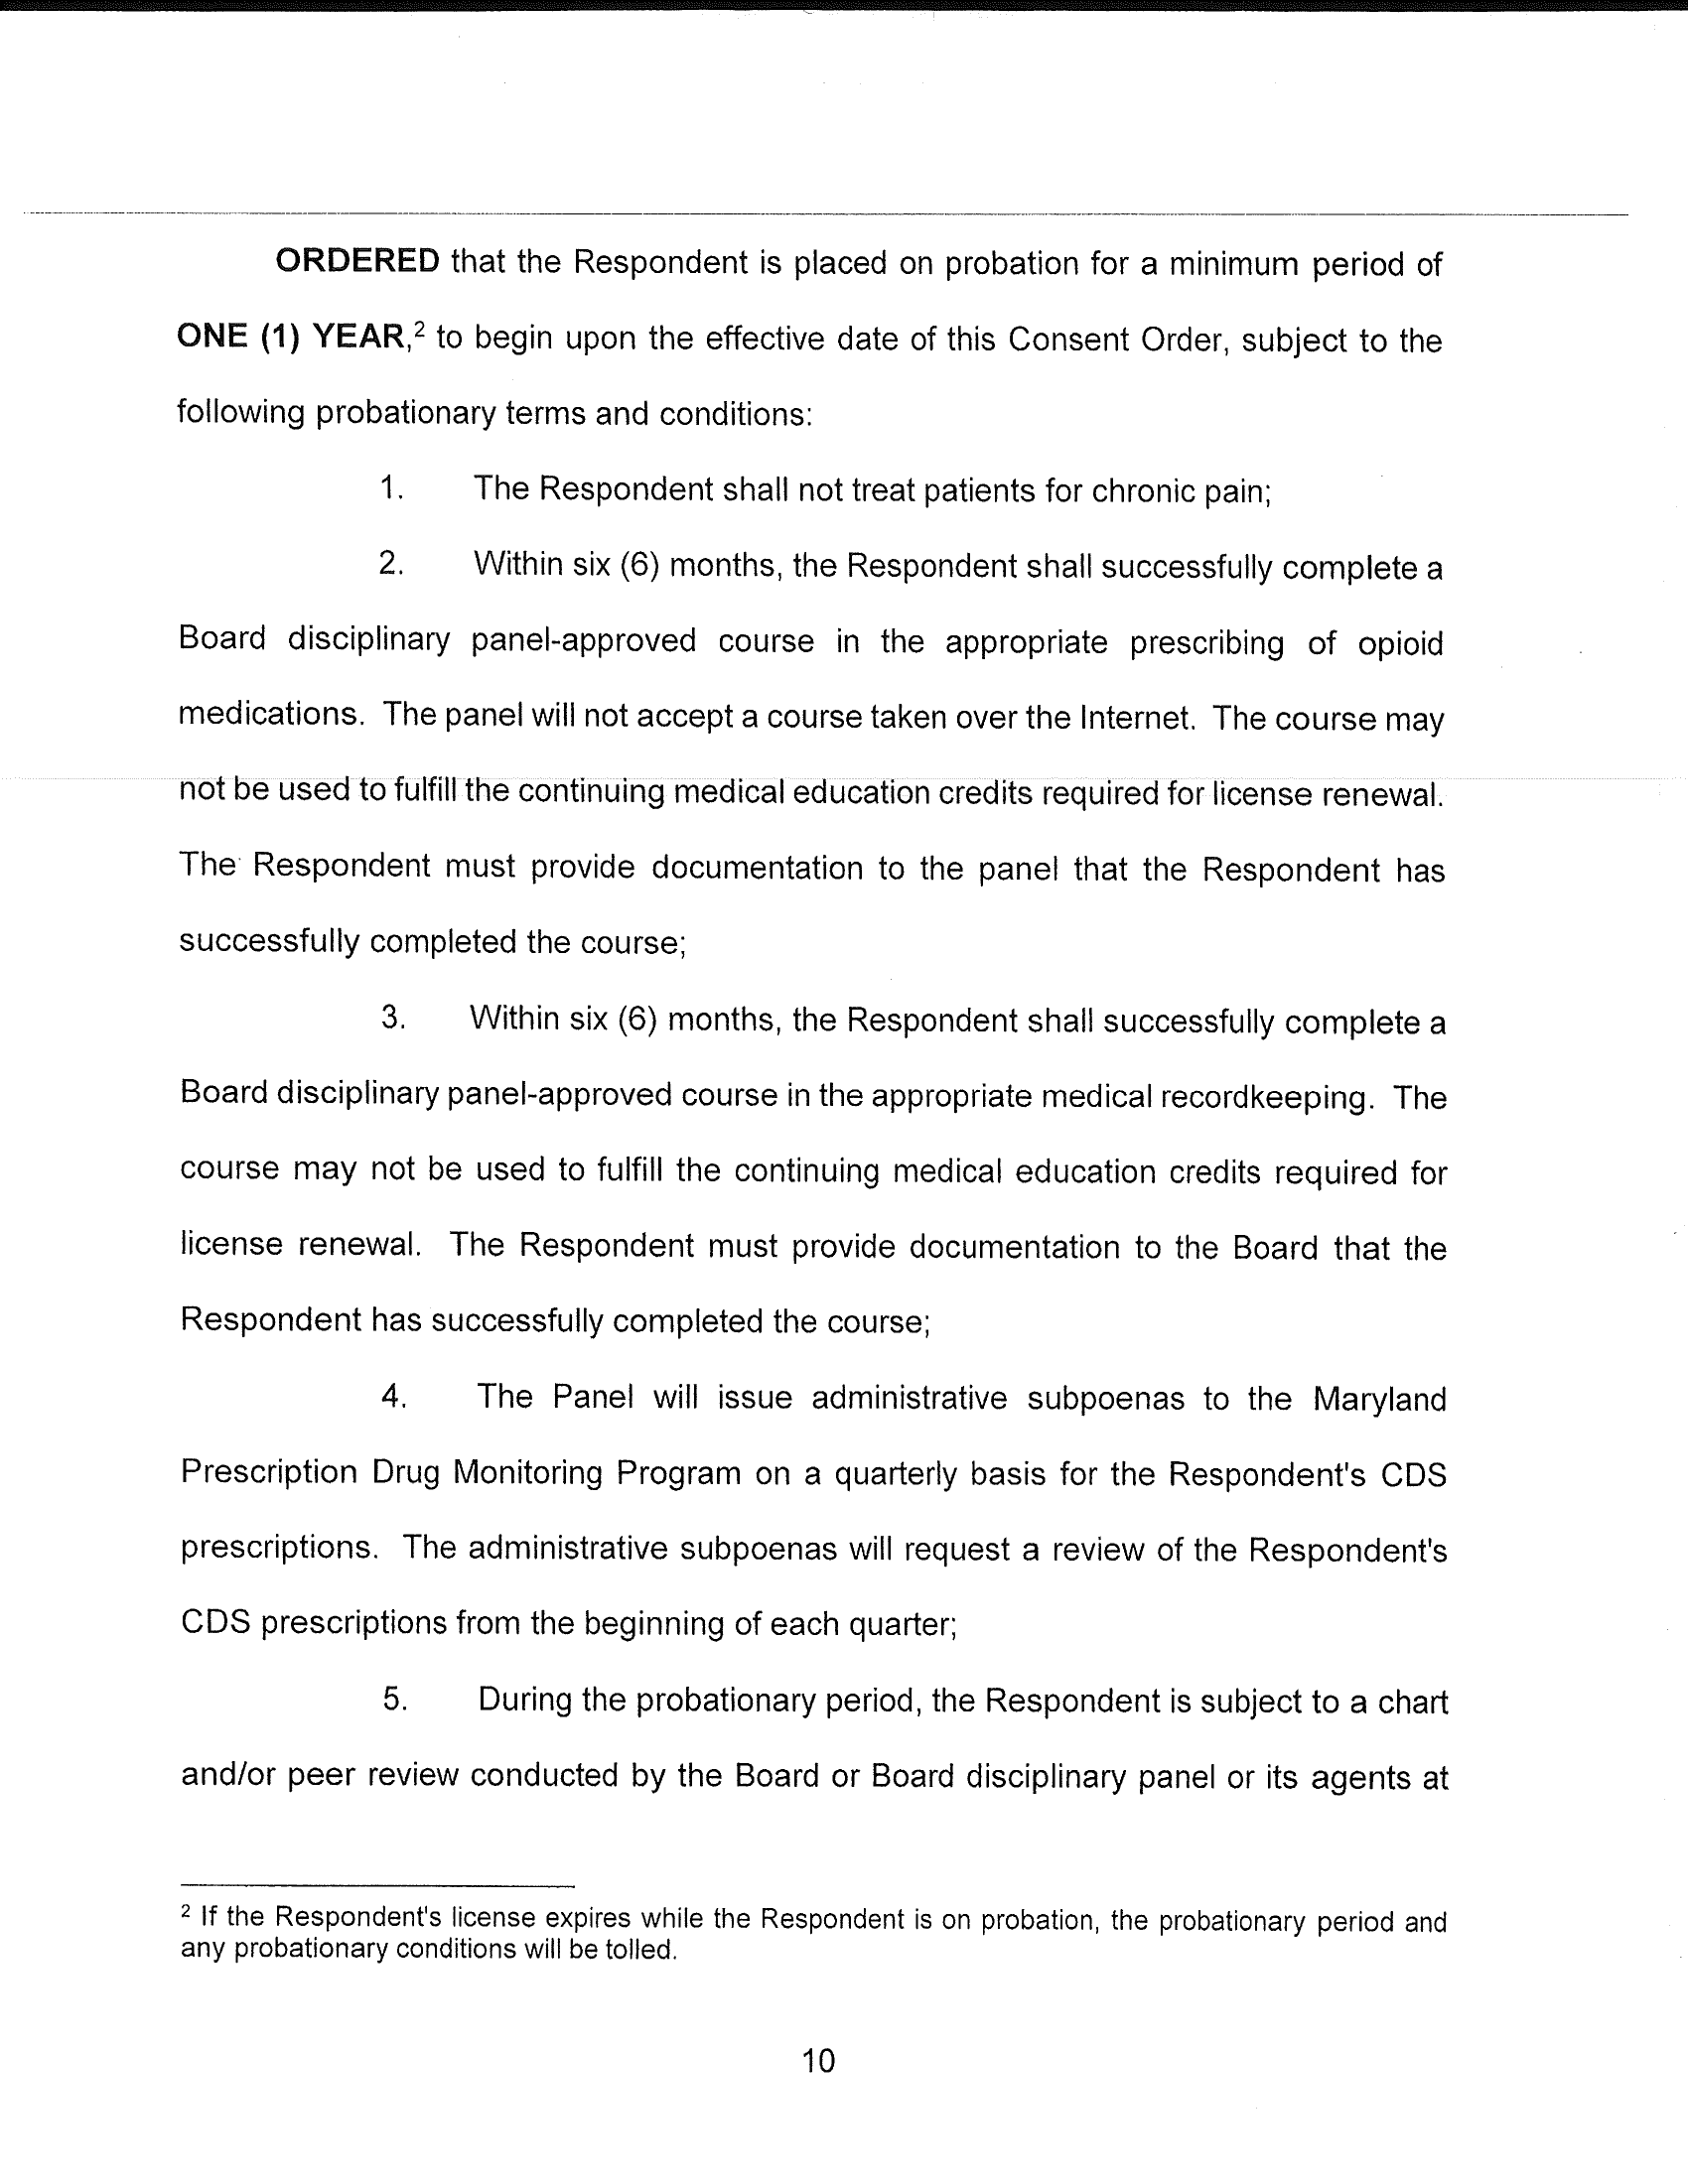 ORDERED that the Respondent is placed on probation for a minimum period of
ONE (1) YEAR,² to begin upon the effective date of this Consent Order, subject to the
following probationary terms and conditions:
1. The Respondent shall not treat patients for chronic pain;
2. Within six (6) months, the Respondent shall successfully complete a
Board disciplinary panel-approved course in the appropriate prescribing of opioid
medications. The panel will not accept a course taken over the Internet. The course may
not be used to fulfill the continuing medical education credits required for license renewal.
The Respondent must provide documentation to the panel that the Respondent has
successfully completed the course;
3. Within six (6) months, the Respondent shall successfully complete a
Board disciplinary panel-approved course in the appropriate medical recordkeeping. The
course may not be used to fulfill the continuing medical education credits required for
license renewal. The Respondent must provide documentation to the Board that the
Respondent has successfully completed the course;
4. The Panel will issue administrative subpoenas to the Maryland
Prescription Drug Monitoring Program on a quarterly basis for the Respondent's CDS
prescriptions. The administrative subpoenas will request a review of the Respondent's
CDS prescriptions from the beginning of each quarter;
5. During the probationary period, the Respondent is subject to a chart
and/or peer review conducted by the Board or Board disciplinary panel or its agents at
² If the Respondent's license expires while the Respondent is on probation, the probationary period and
any probationary conditions will be tolled.
10